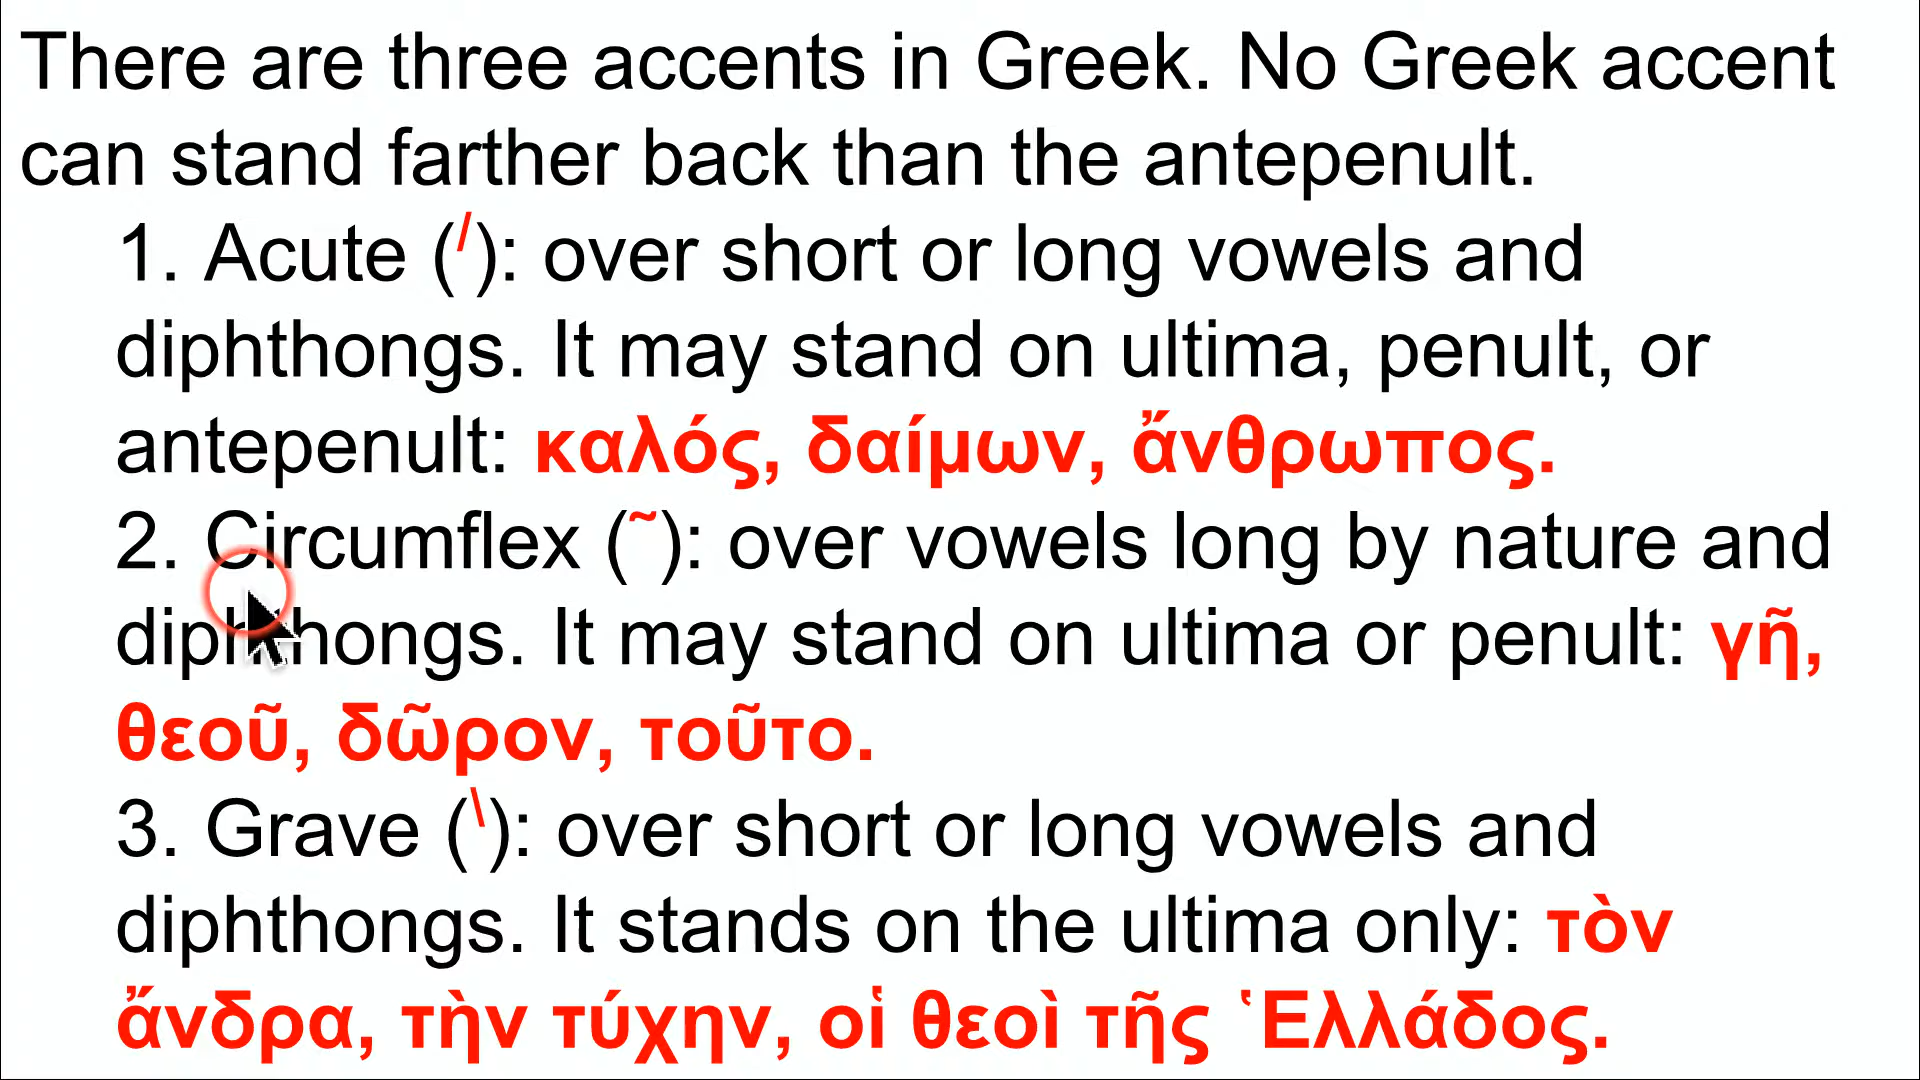 There are three accents in Greek. No Greek accent
can stand farther back than the antepenult.
1. Acute (/): over short or long vowels and
diphthongs. It may stand on ultima, penult, or
antepenult: καλός, δαίμων, ἄνθρωπος.
2. Circumflex (~): over vowels long by nature and
diphthongs. It may stand on ultima or penult: γῆ,
θεοῦ, δῶρον, τοῦτο.
3. Grave (\): over short or long vowels and
diphthongs. It stands on the ultima only: τὸν
ἄνδρα, τὴν τύχην, οἱ θεοὶ τῆς Ἑλλάδος.